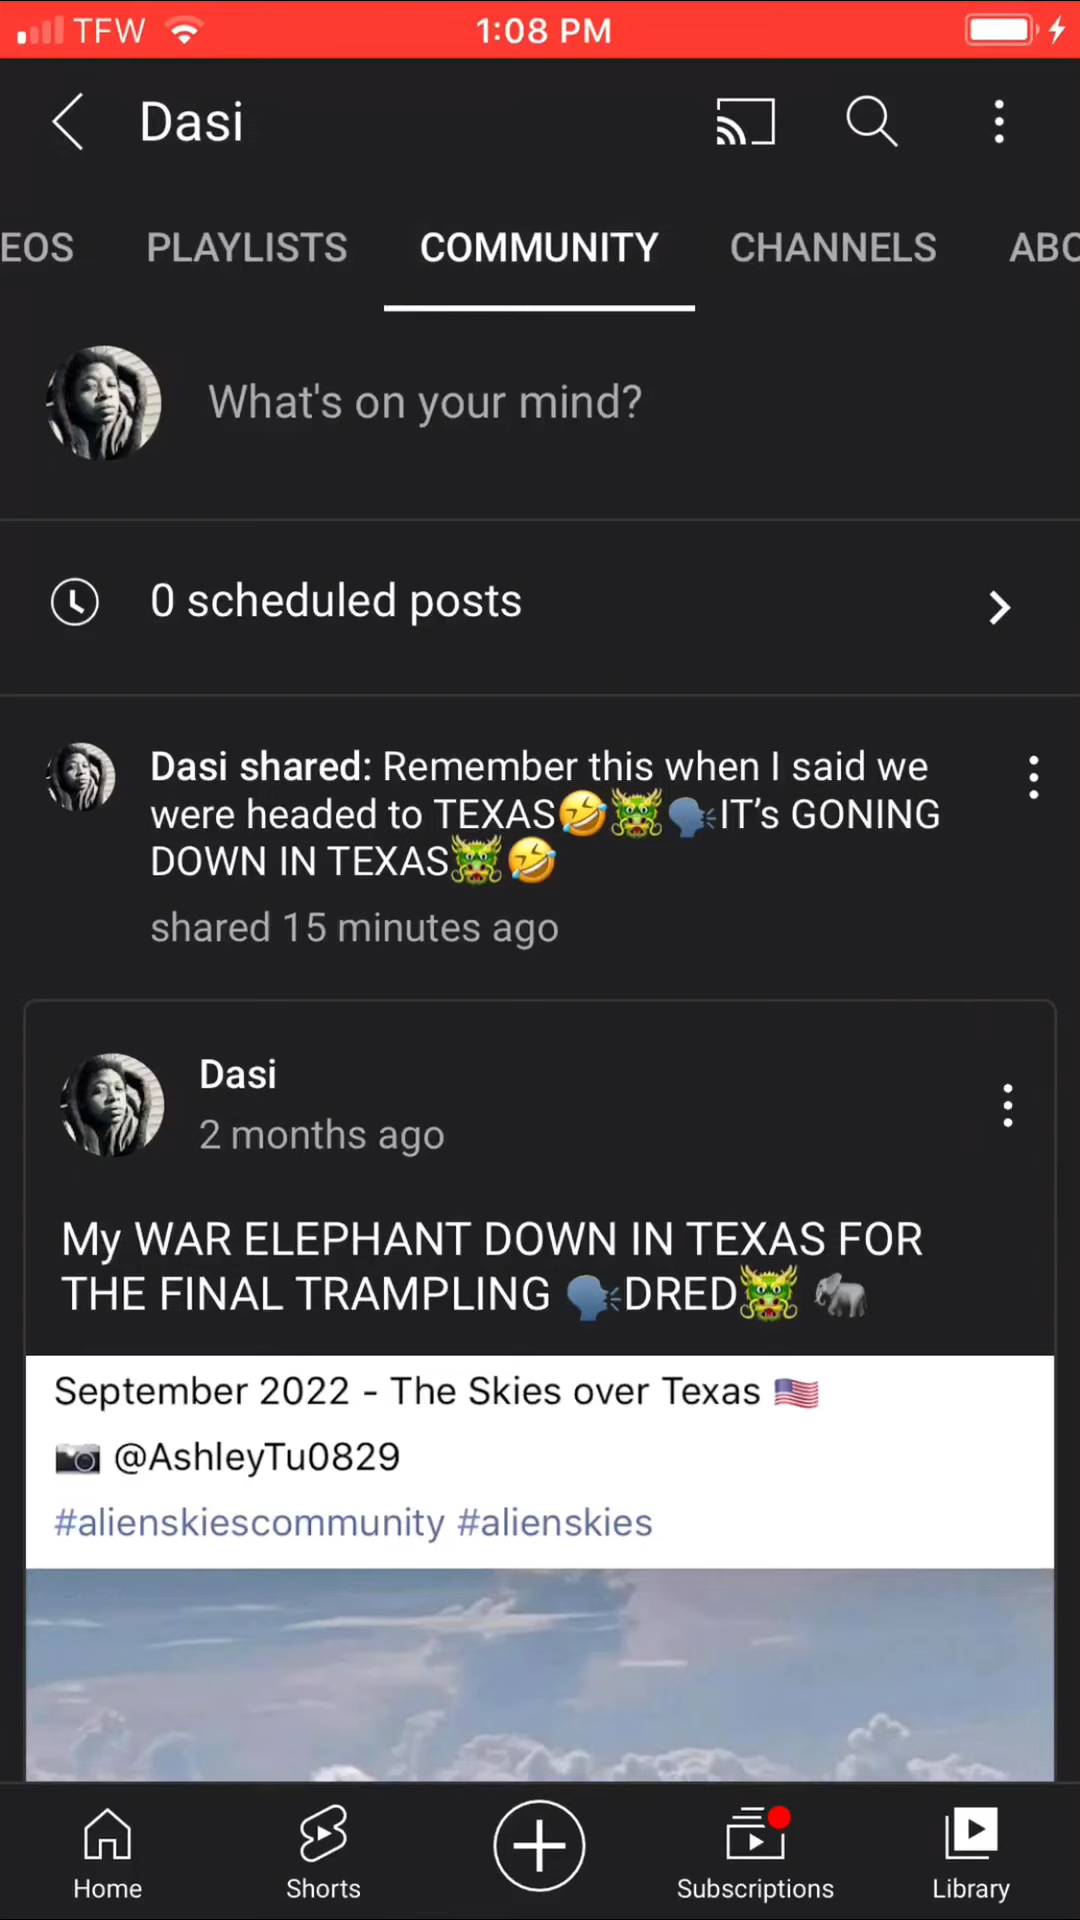 TFW 1:08 PM
Dasi
EOS PLAYLISTS COMMUNITY CHANNELS ABO
What's on your mind?
0 scheduled posts
Dasi shared: Remember this when I said we
were headed to TEXAS🤣🐲🗣️IT’s GONING
DOWN IN TEXAS🐲🤣
shared 15 minutes ago
Dasi
2 months ago
My WAR ELEPHANT DOWN IN TEXAS FOR
THE FINAL TRAMPLING 🗣️DRED🐲 🐘
September 2022 - The Skies over Texas 🇺🇸
📷 @AshleyTu0829
#alienskiescommunity #alienskies
Home Shorts Subscriptions Library